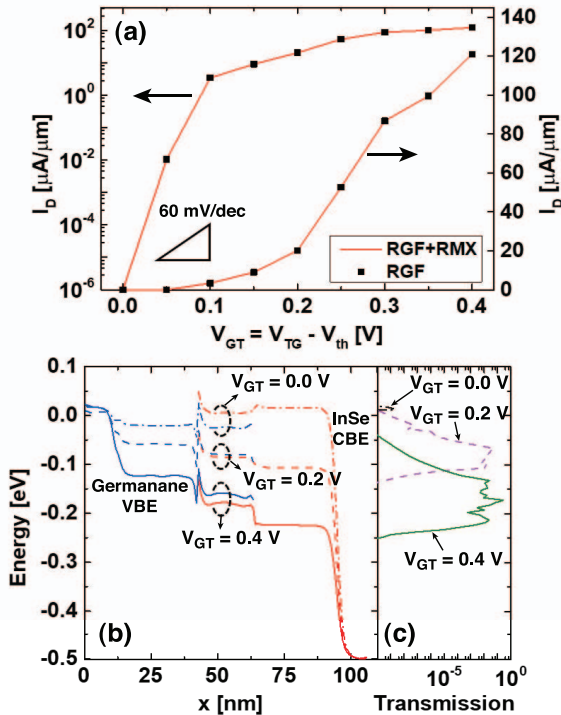 (a)
I_D [μA/μm]
10^2
10^0
10^-2
10^-4
10^-6
140
120
100
80
60
40
20
0
I_D [μA/μm]
60 mV/dec
RGF+RMX
RGF
0.0 0.1 0.2 0.3 0.4
V_GT = V_TG - V_th [V]
Energy [eV]
0.1
0.0
-0.1
-0.2
-0.3
-0.4
-0.5
V_GT = 0.0 V
InSe
CBE
V_GT = 0.2 V
Germanane
VBE
V_GT = 0.4 V
(b)
0 25 50 75 100
x [nm]
V_GT = 0.0 V
V_GT = 0.2 V
V_GT = 0.4 V
(c)
10^-5 10^0
Transmission